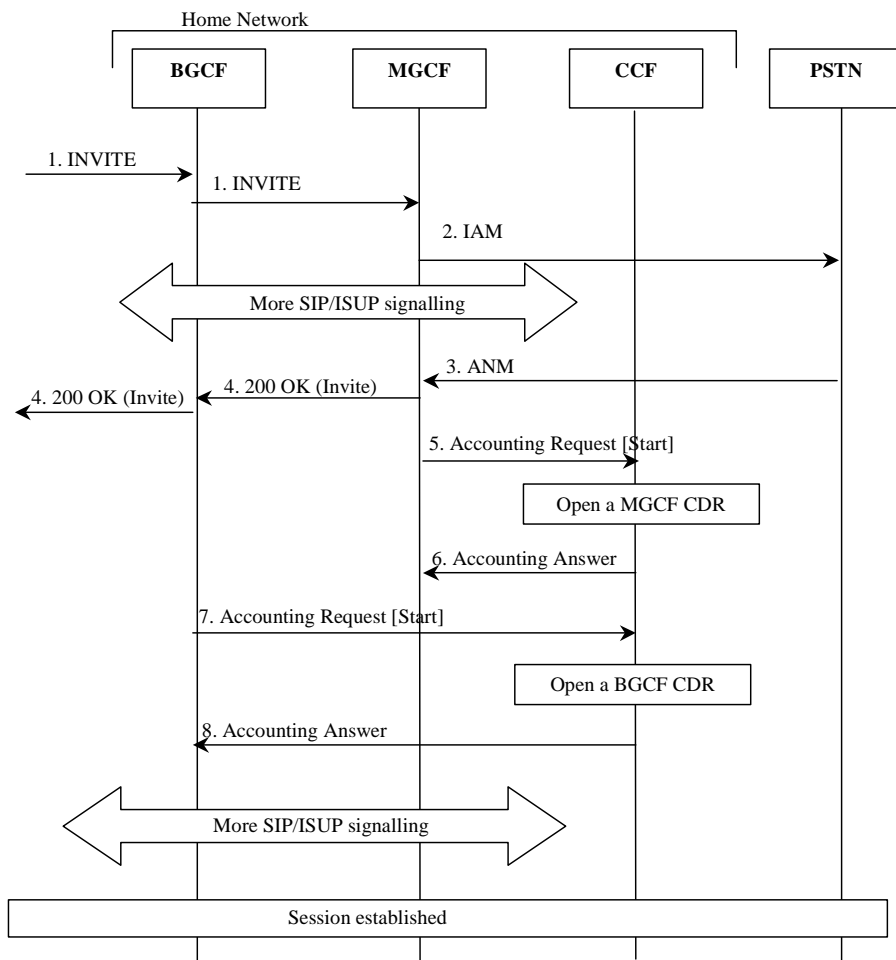 Home Network
BGCF
MGCF
CCF
PSTN
1. INVITE
1. INVITE
2. IAM
More SIP/ISUP signalling
3. ANM
4. 200 OK (Invite)
4. 200 OK (Invite)
5. Accounting Request [Start]
Open a MGCF CDR
6. Accounting Answer
7. Accounting Request [Start]
Open a BGCF CDR
8. Accounting Answer
More SIP/ISUP signalling
Session established